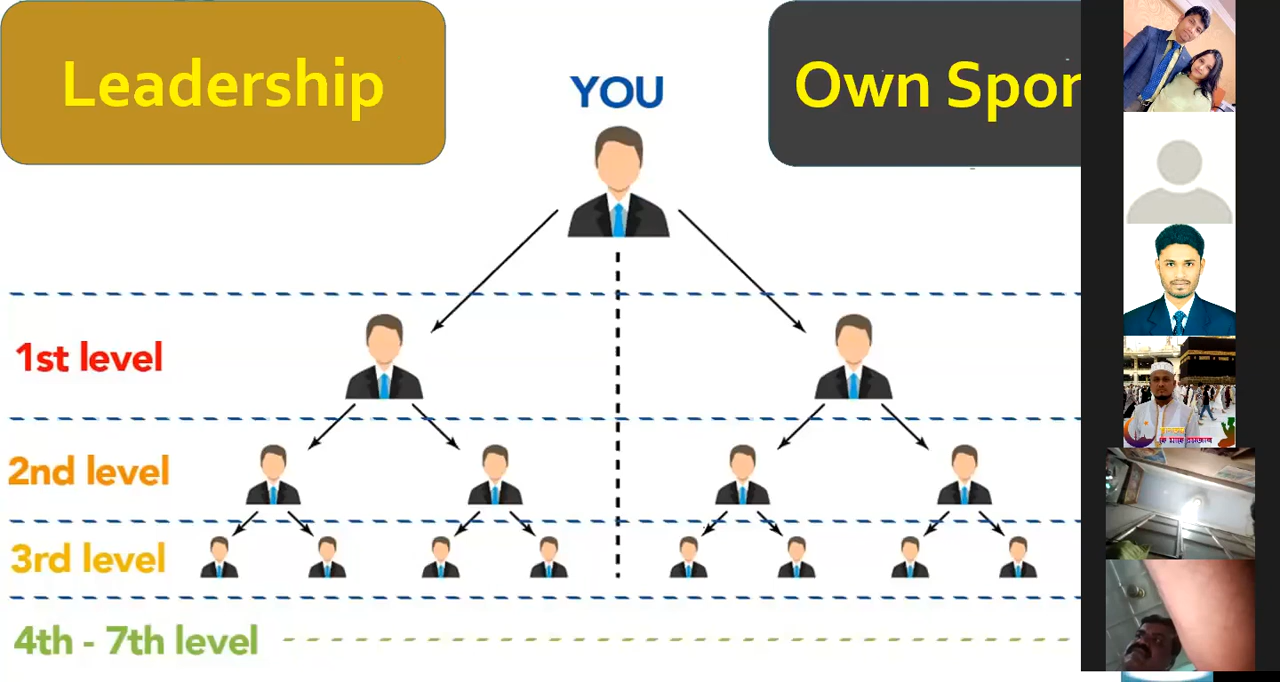 Leadership
YOU
Own Spor
1st level
2nd level
3rd level
4th - 7th level